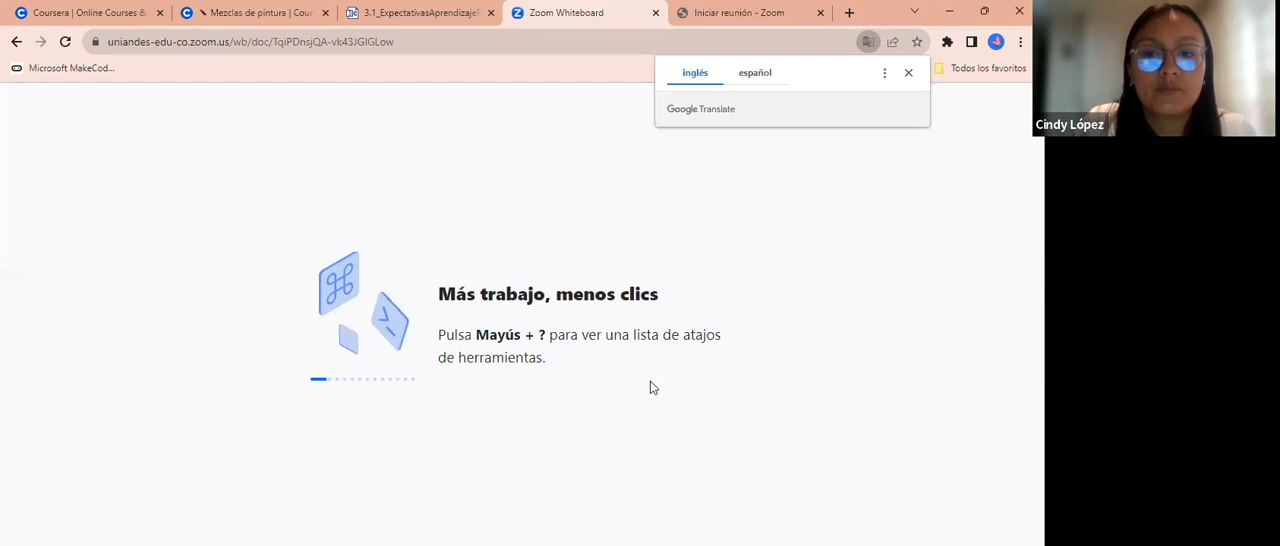 Coursera | Online Courses &
Mezclas de pintura | Cour
3.1_ExpectativasAprendizaje
Zoom Whiteboard
Iniciar reunión - Zoom
uniandes-edu-co.zoom.us/wb/doc/TqiPDnsjQA-vk43JGIGLow
Microsoft MakeCod...
Todos los favoritos
inglés
español
Google Translate
Cindy López
Más trabajo, menos clics
Pulsa Mayús + ? para ver una lista de atajos
de herramientas.